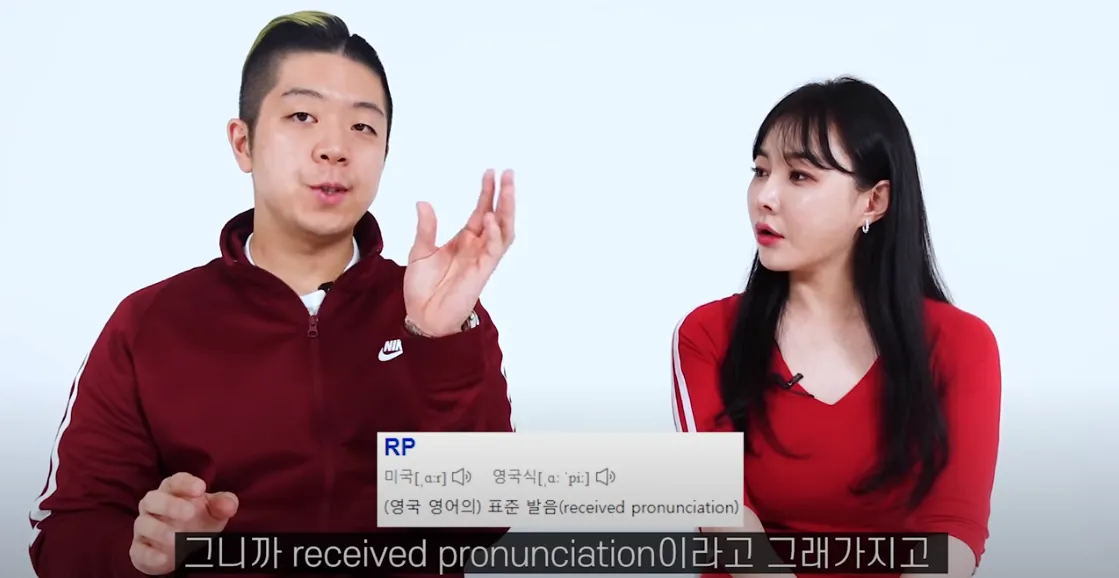 NIK
RP
미국[ˌɑːr] 영국식[ˌɑː ˈpiː]
(영국 영어의) 표준 발음(received pronunciation)
그니까 received pronunciation이라고 그래가지고